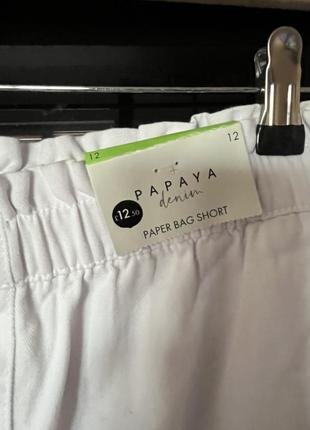 12 12
PAPAYA
denim
£12.50
PAPER BAG SHORT